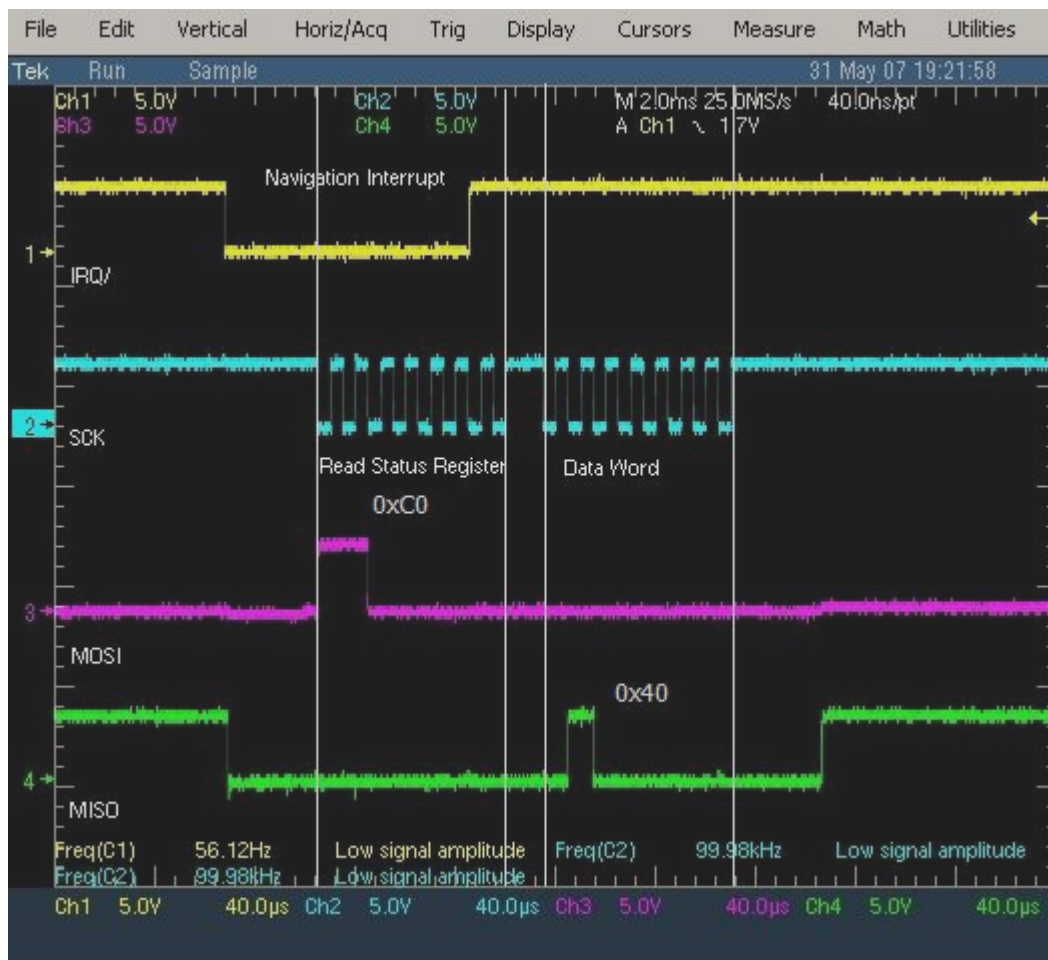 File Edit Vertical Horiz/Acq Trig Display Cursors Measure Math Utilities
Tek Run Sample 31 May 07 19:21:58
Ch1 5.0V Ch2 5.0V M 2.0ms 25.0MS/s 40.0ns/pt
Ch3 5.0V Ch4 5.0V A Ch1 1.7V
Navigation Interrupt
1
IRQ/
2
SCK
Read Status Register Data Word
0xC0
3
MOSI
0x40
4
MISO
Freq(C1) 56.12Hz Low signal amplitude Freq(C2) 99.98kHz Low signal amplitude
Freq(C2) 99.98kHz Low signal amplitude
Ch1 5.0V 40.0µs Ch2 5.0V 40.0µs Ch3 5.0V 40.0µs Ch4 5.0V 40.0µs